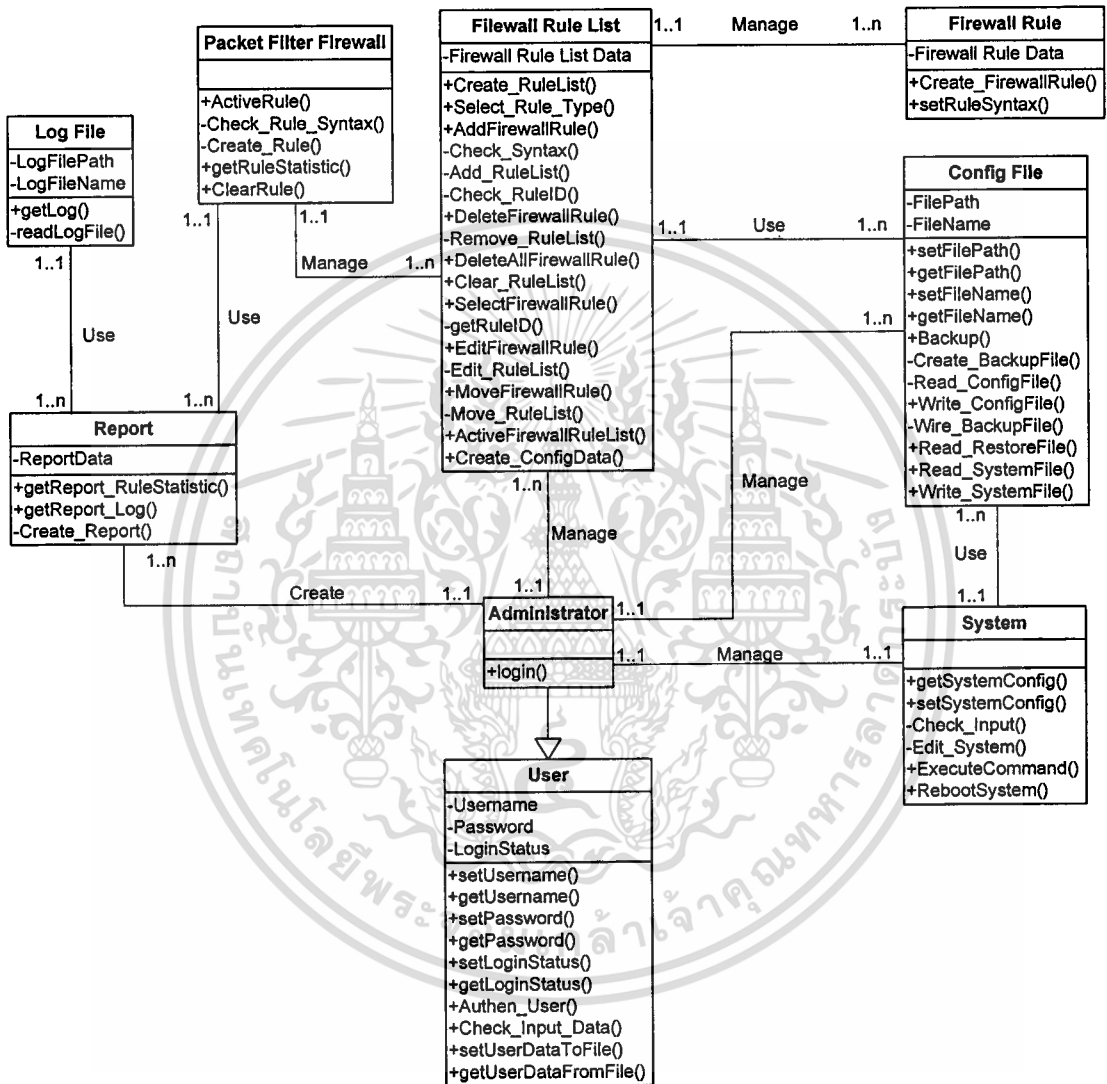 Packet Filter Firewall
+ActiveRule()
-Check_Rule_Syntax()
-Create_Rule()
+getRuleStatistic()
+ClearRule()
Filewall Rule List
-Firewall Rule List Data
+Create_RuleList()
+Select_Rule_Type()
+AddFirewallRule()
-Check_Syntax()
-Add_RuleList()
-Check_RuleID()
+DeleteFirewallRule()
-Remove_RuleList()
+DeleteAllFirewallRule()
+Clear_RuleList()
+SelectFirewallRule()
-getRuleID()
+EditFirewallRule()
-Edit_RuleList()
+MoveFirewallRule()
-Move_RuleList()
+ActiveFirewallRuleList()
+Create_ConfigData()
1..1 Manage 1..n
Firewall Rule
-Firewall Rule Data
+Create_FirewallRule()
+setRuleSyntax()
Log File
-LogFilePath
-LogFileName
+getLog()
-readLogFile()
Config File
-FilePath
-FileName
+setFilePath()
+getFilePath()
+setFileName()
+getFileName()
+Backup()
-Create_BackupFile()
-Read_ConfigFile()
+Write_ConfigFile()
-Wire_BackupFile()
+Read_RestoreFile()
+Read_SystemFile()
+Write_SystemFile()
1..1 Use 1..n
1..1
1..1
Manage 1..n
1..1
Use
1..n
Use
1..n
1..n
Manage
1..1
Report
-ReportData
+getReport_RuleStatistic()
+getReport_Log()
-Create_Report()
1..n
Create
1..1
1..n
Manage
1..1
1..n
Use
1..1
Administrator
+login()
1..1 Manage 1..1
System
+getSystemConfig()
+setSystemConfig()
-Check_Input()
-Edit_System()
+ExecuteCommand()
+RebootSystem()
User
-Username
-Password
-LoginStatus
+setUsername()
+getUsername()
+setPassword()
+getPassword()
+setLoginStatus()
+getLoginStatus()
+Authen_User()
+Check_Input_Data()
+setUserDataToFile()
+getUserDataFromFile()